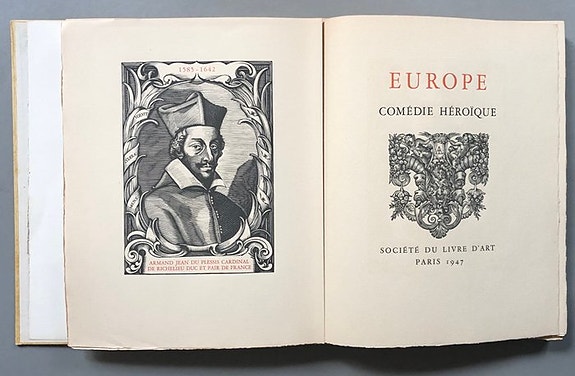 1585-1642
ARMAND JEAN DU PLESSIS CARDINAL
DE RICHELIEU DUC ET PAIR DE FRANCE
EUROPE
COMÉDIE HÉROÏQUE
SOCIÉTÉ DU LIVRE D'ART
PARIS 1947